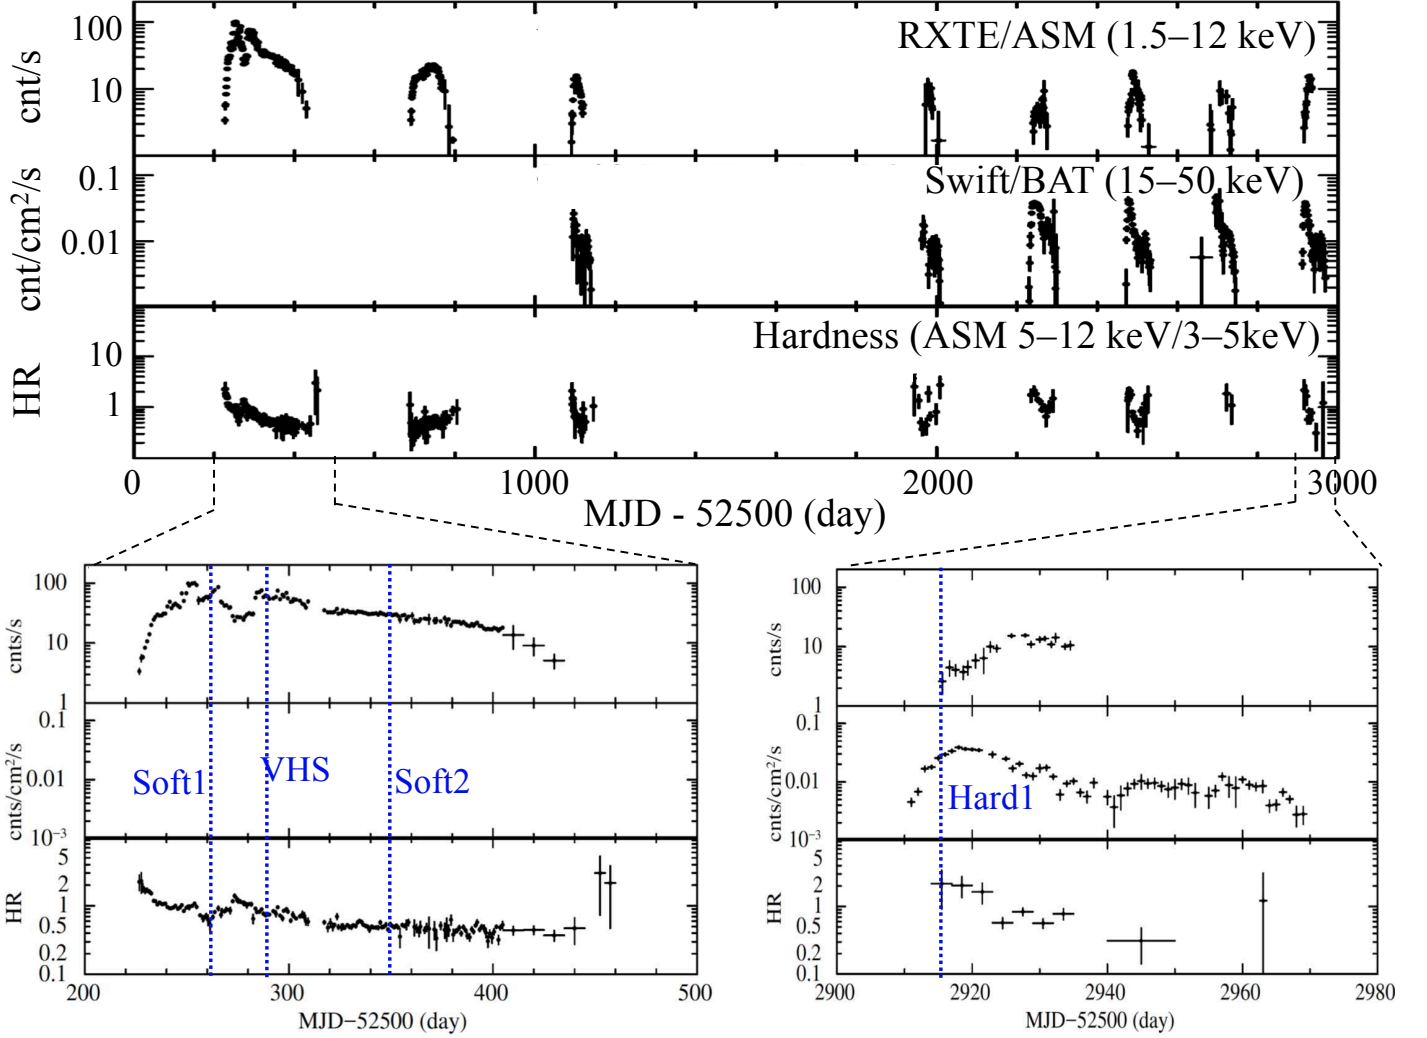 RXTE/ASM (1.5–12 keV)
cnt/s
100
10
Swift/BAT (15–50 keV)
cnt/cm²/s
0.1
0.01
Hardness (ASM 5–12 keV/3–5keV)
HR
10
1
0 1000 2000 3000
MJD - 52500 (day)
cnts/s
100
10
1
cnts/cm²/s
0.1
0.01
10⁻³
Soft1
VHS
Soft2
HR
5
2
1
0.5
0.2
0.1
200 300 400 500
MJD−52500 (day)
cnts/s
100
10
1
cnts/cm²/s
0.1
0.01
10⁻³
Hard1
HR
5
2
1
0.5
0.2
0.1
2900 2920 2940 2960 2980
MJD−52500 (day)